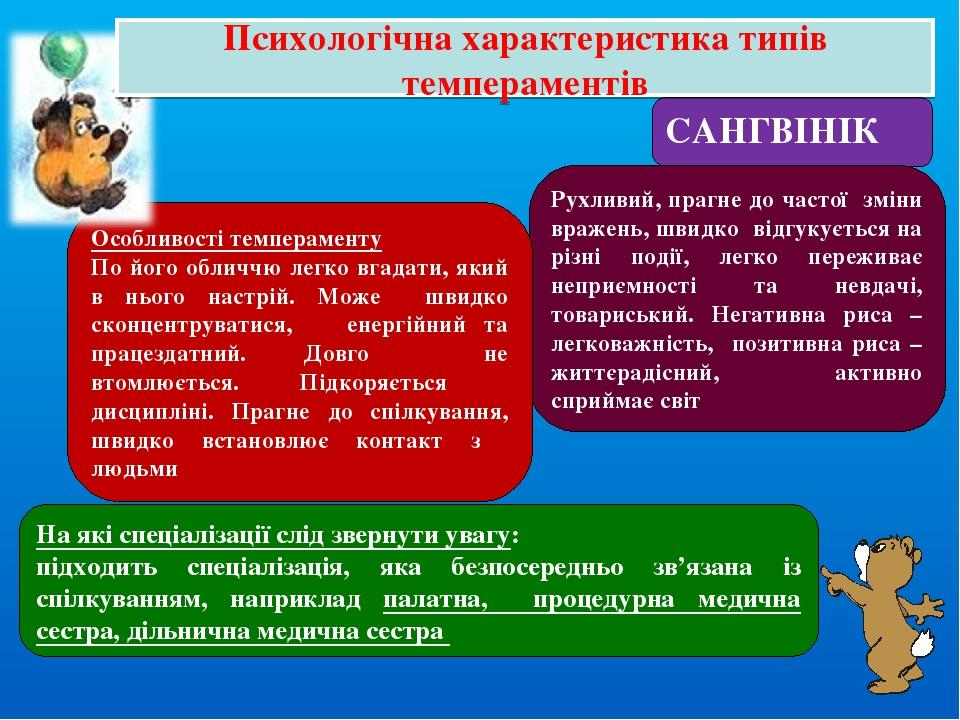 Психологічна характеристика типів
темпераментів
САНГВІНІК
Рухливий, прагне до частої зміни
вражень, швидко відгукується на
різні події, легко переживає
неприємності та невдачі,
товариський. Негативна риса –
легковажність, позитивна риса –
життєрадісний, активно
сприймає світ
Особливості темпераменту
По його обличчю легко вгадати, який
в нього настрій. Може швидко
сконцентруватися, енергійний та
працездатний. Довго не
втомлюється. Підкоряється
дисципліні. Прагне до спілкування,
швидко встановлює контакт з
людьми
На які спеціалізації слід звернути увагу:
підходить спеціалізація, яка безпосередньо зв’язана із
спілкуванням, наприклад палатна, процедурна медична
сестра, дільнична медична сестра